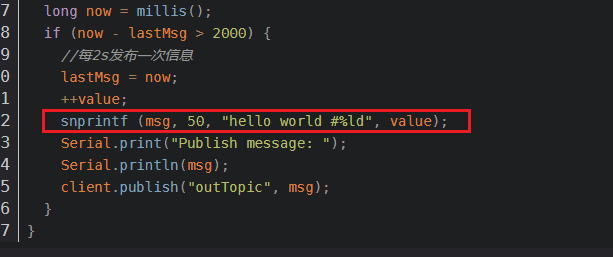 7 long now = millis();
8 if (now - lastMsg > 2000) {
9 //每2s发布一次信息
0 lastMsg = now;
1 ++value;
2 snprintf (msg, 50, "hello world #%ld", value);
3 Serial.print("Publish message: ");
4 Serial.println(msg);
5 client.publish("outTopic", msg);
6 }
7 }